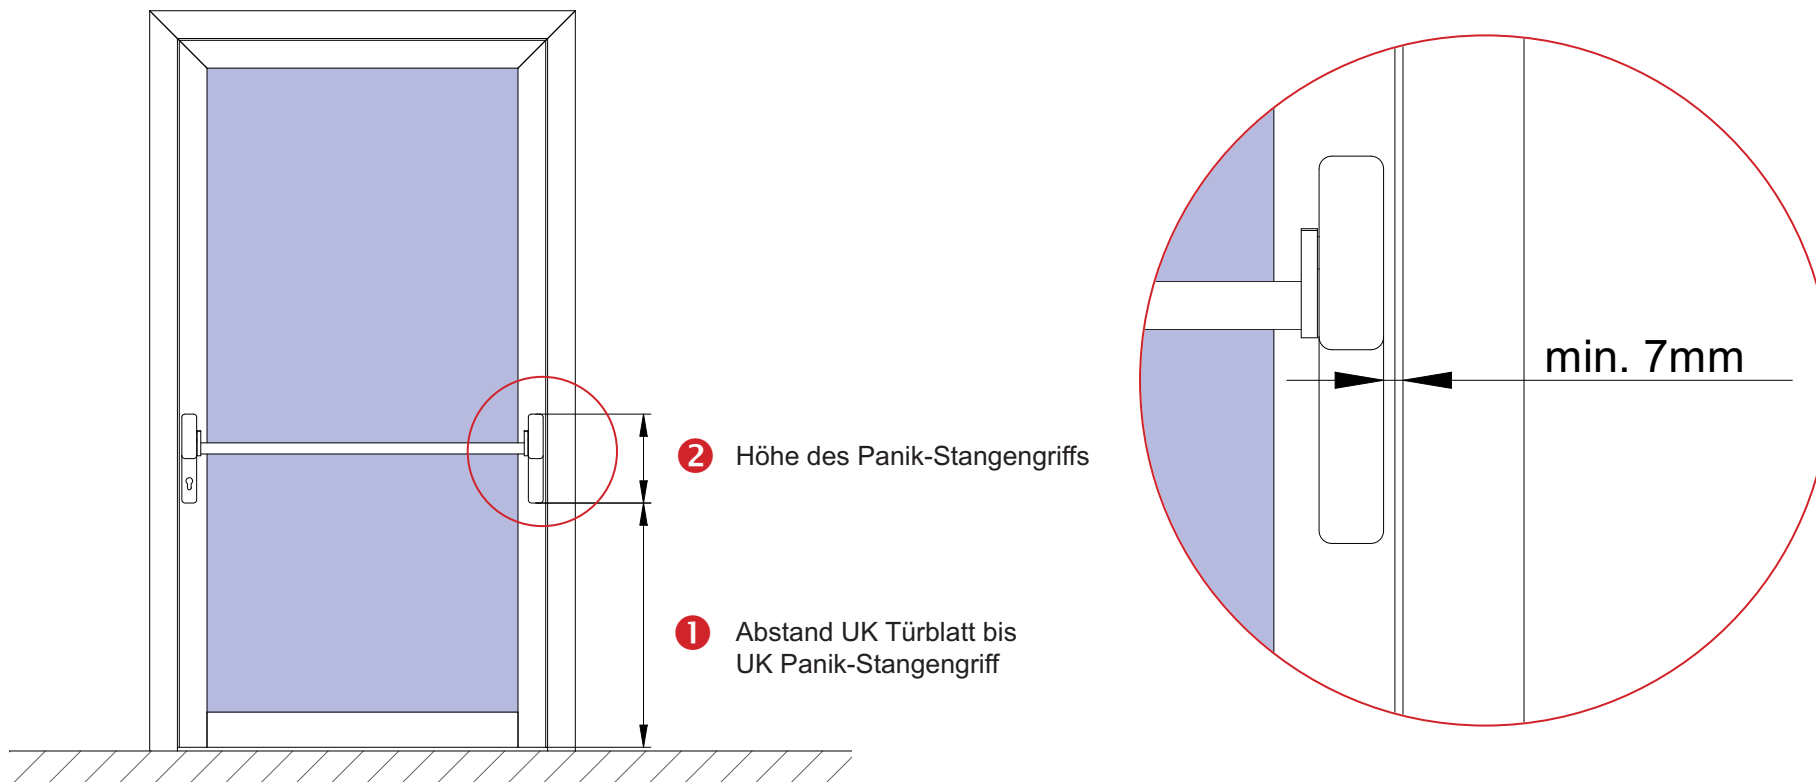 min. 7mm
2 Höhe des Panik-Stangengriffs
1 Abstand UK Türblatt bis
UK Panik-Stangengriff